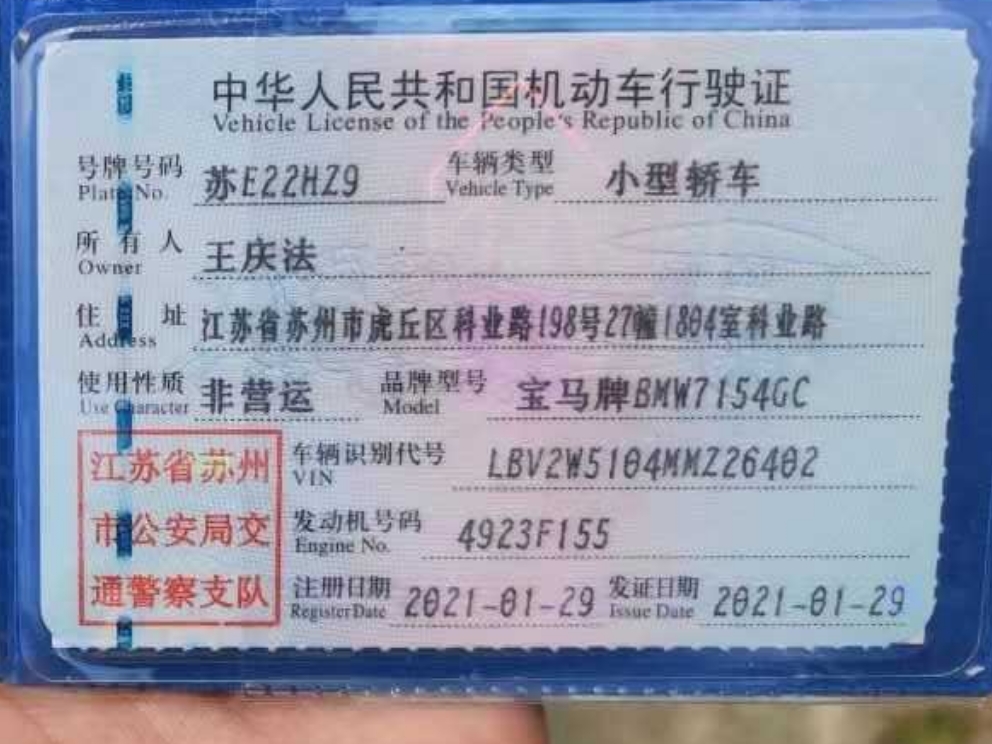 中华人民共和国机动车行驶证
Vehicle License of the People's Republic of China
号牌号码 苏E22HZ9 车辆类型 小型轿车
Plate No. Vehicle Type
所有人 王庆法
Owner
住址 江苏省苏州市虎丘区科业路198号27幢1804室科业路
Address
使用性质 非营运 品牌型号 宝马牌BMW7154GC
Use Character Model
江苏省苏州 车辆识别代号 LBV2W5104MMZ26402
VIN
市公安局交 发动机号码 4923F155
Engine No.
通警察支队 注册日期 2021-01-29 发证日期 2021-01-29
Register Date Issue Date